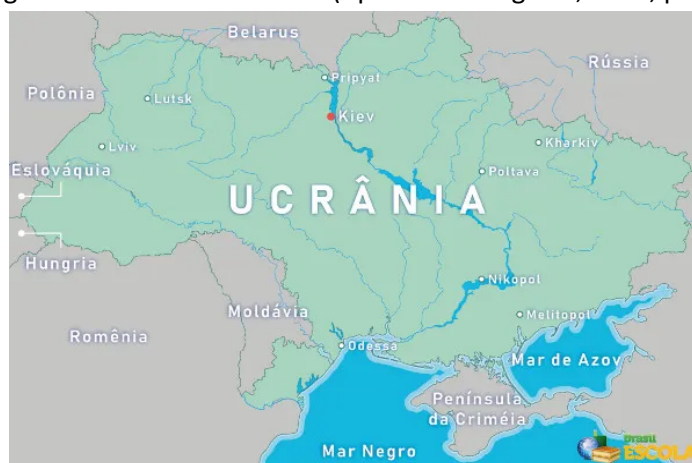 Belarus
Rússia
Pripyat
Polônia
Lutsk
Kiev
Kharkiv
Lviv
Eslováquia
Poltava
UCRÂNIA
Hungria
Nikopol
Moldávia
Melitopol
Romênia
Odessa
Mar de Azov
Península
da Criméia
Mar Negro
Brasil
ESCOLA